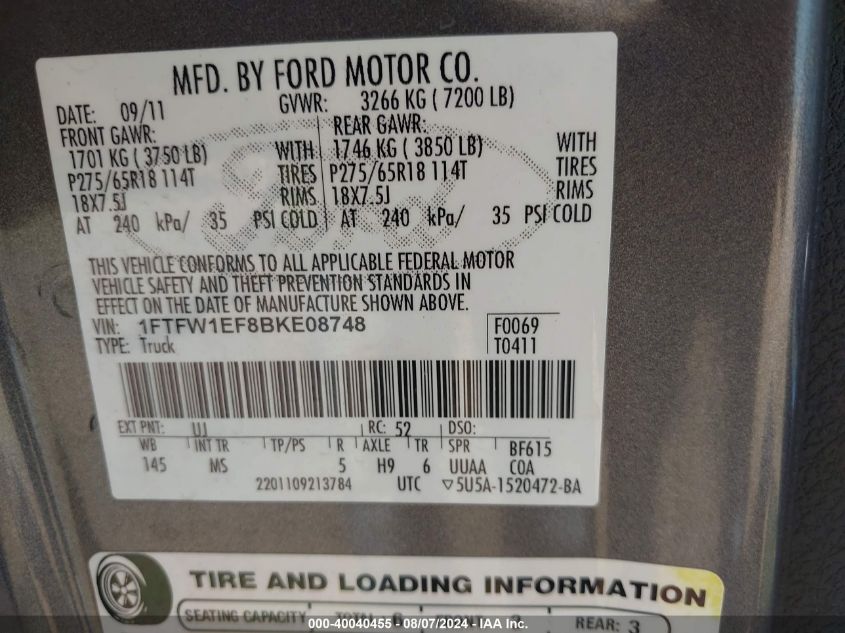 MFD. BY FORD MOTOR CO.
DATE: 09/11 GVWR: 3266 KG ( 7200 LB)
FRONT GAWR: REAR GAWR:
1701 KG ( 3750 LB) WITH 1746 KG ( 3850 LB) WITH
P275/65R18 114T TIRES P275/65R18 114T TIRES
18X7.5J RIMS 18X7.5J RIMS
AT 240 kPa/ 35 PSI COLD AT 240 kPa/ 35 PSI COLD
Ford
THIS VEHICLE CONFORMS TO ALL APPLICABLE FEDERAL MOTOR
VEHICLE SAFETY AND THEFT PREVENTION STANDARDS IN
EFFECT ON THE DATE OF MANUFACTURE SHOWN ABOVE.
VIN: 1FTFW1EF8BKE08748 F0069
TYPE: Truck T0411
EXT PNT: UJ RC: 52 DSO:
WB INT TR TP/PS R AXLE TR SPR BF615
145 MS 5 H9 6 UUAA COA
2201109213784 UTC ▽5U5A-1520472-BA
TIRE AND LOADING INFORMATION
SEATING CAPACITY REAR: 3
000-40040455 - 08/07/2024 - IAA Inc.